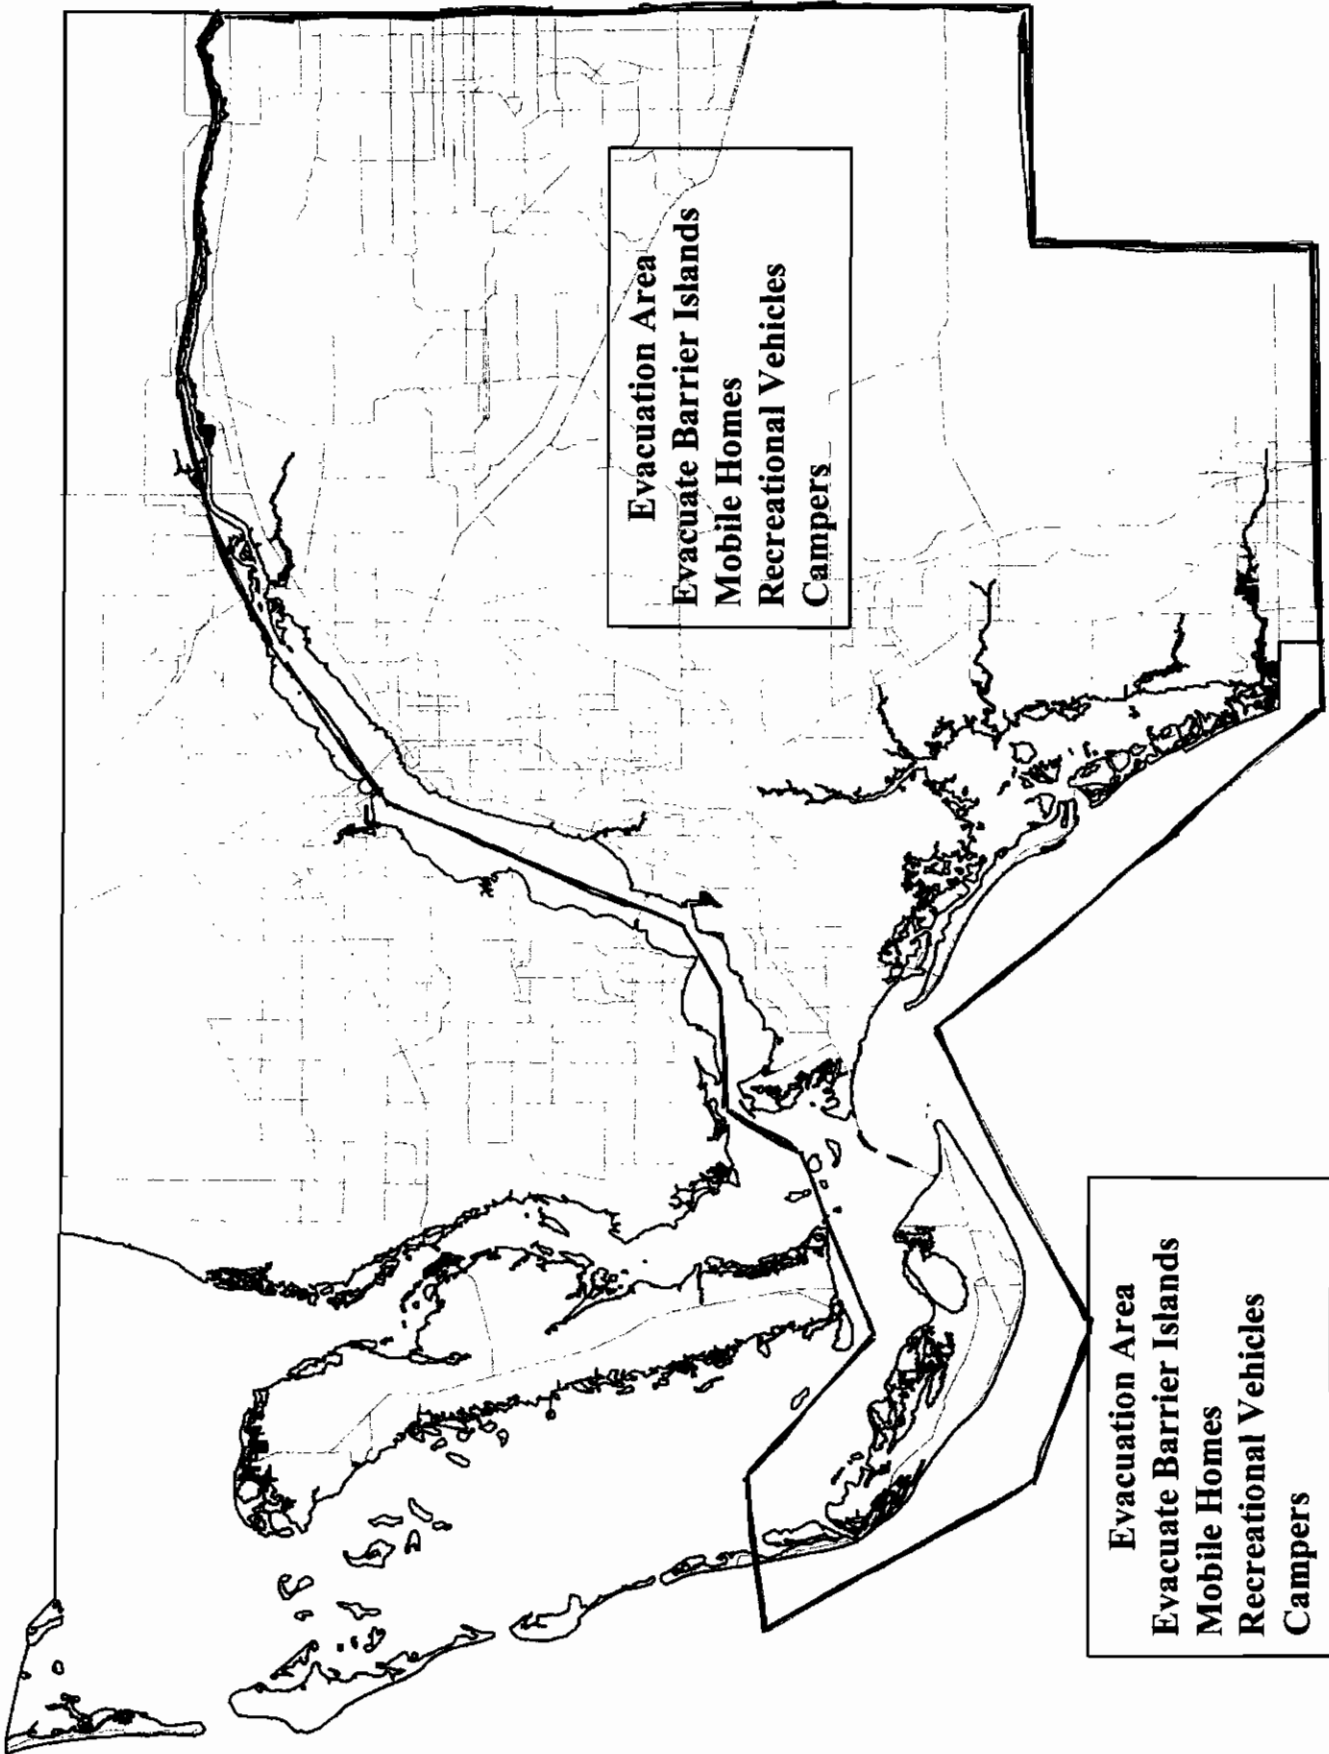 Evacuation Area
Evacuate Barrier Islands
Mobile Homes
Recreational Vehicles
Campers
Evacuation Area
Evacuate Barrier Islands
Mobile Homes
Recreational Vehicles
Campers